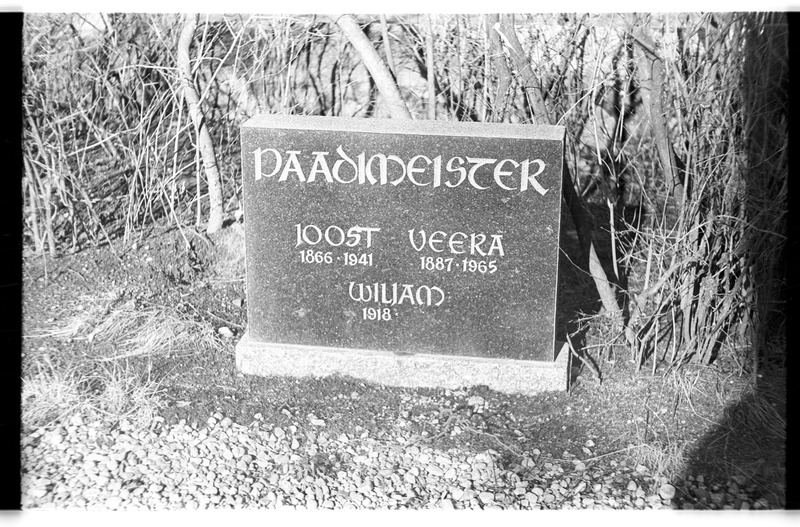 PAADIMEISTER
JOOST VEERA
1866 · 1941 1887 · 1965
WILJAM
1918 ·